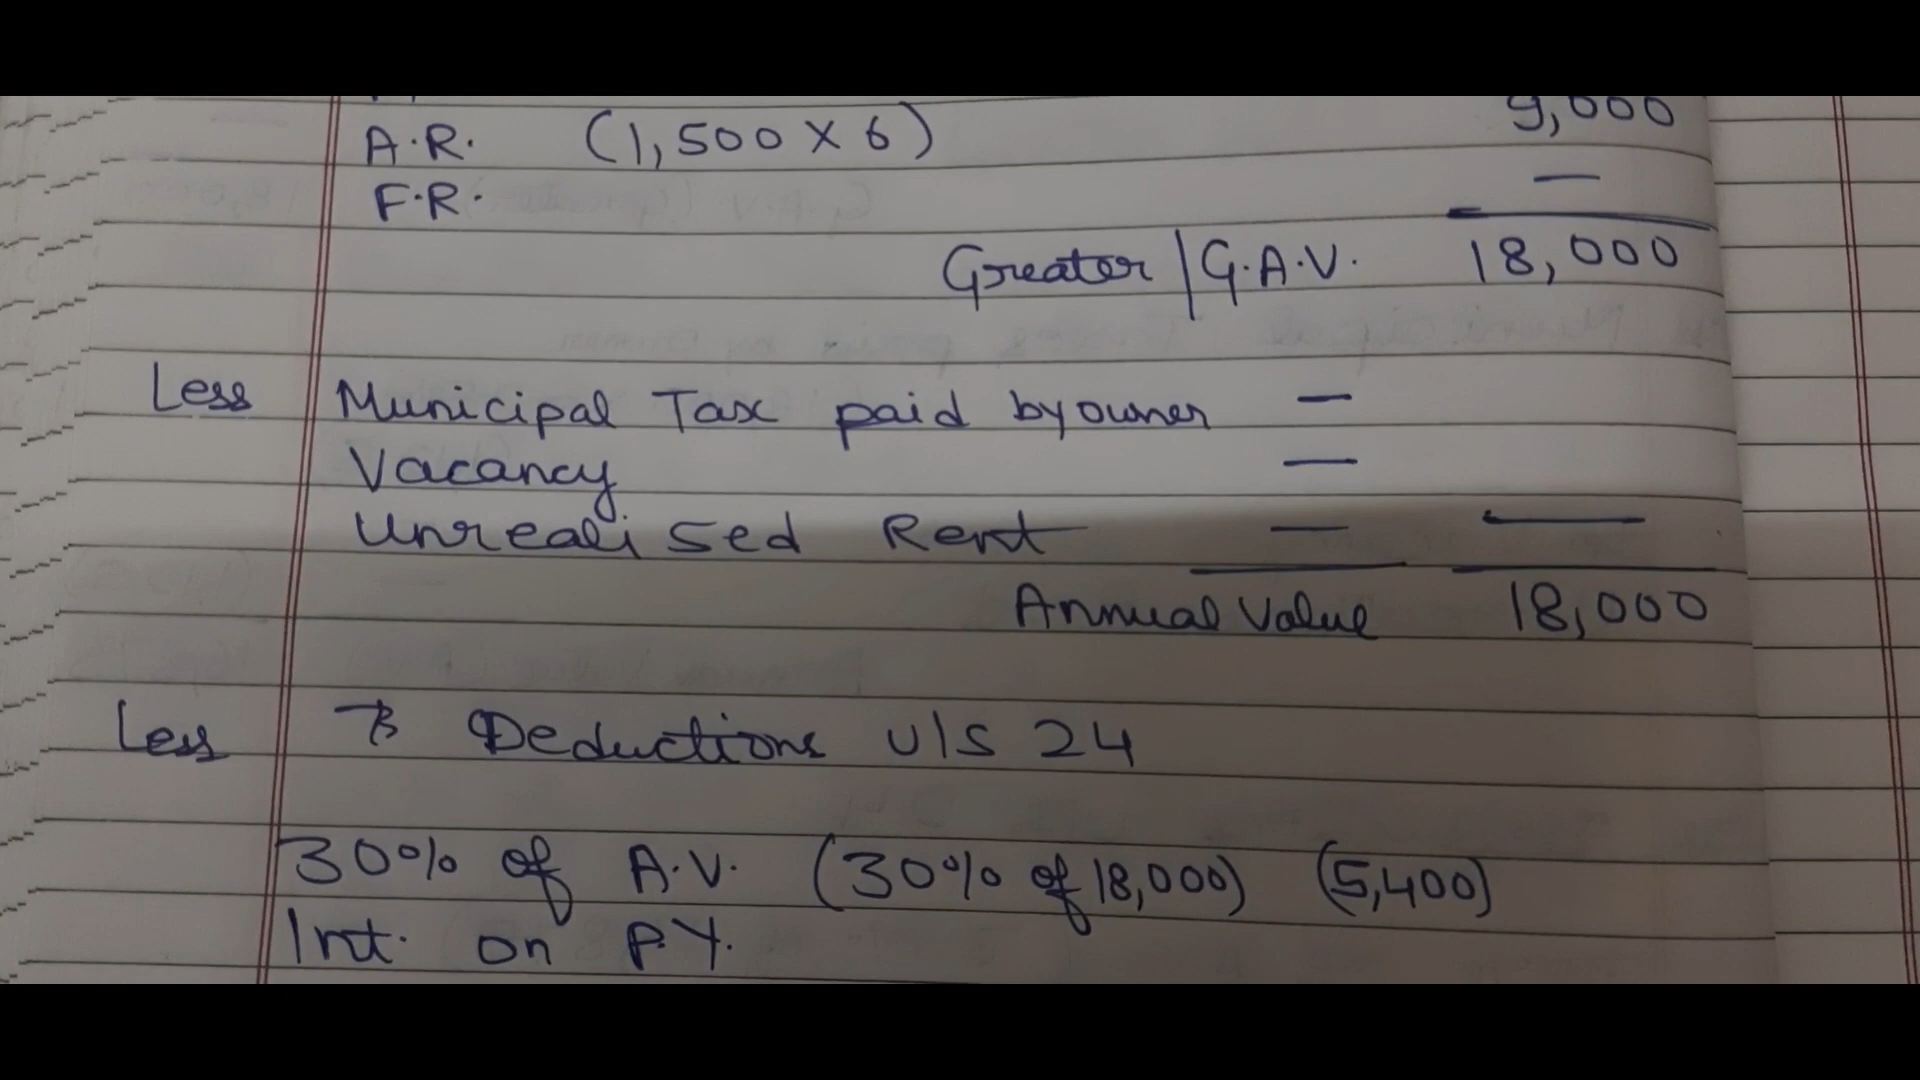 A.R. (1,500 X 6) 9,000
F.R. —
Greater | G.A.V. 18,000
Less Municipal Tax paid by owner —
Vacancy —
Unrealised Rent — —
Annual Value 18,000
Less Deductions U/S 24
30% of A.V. (30% of 18,000) (5,400)
Int. on P.Y.